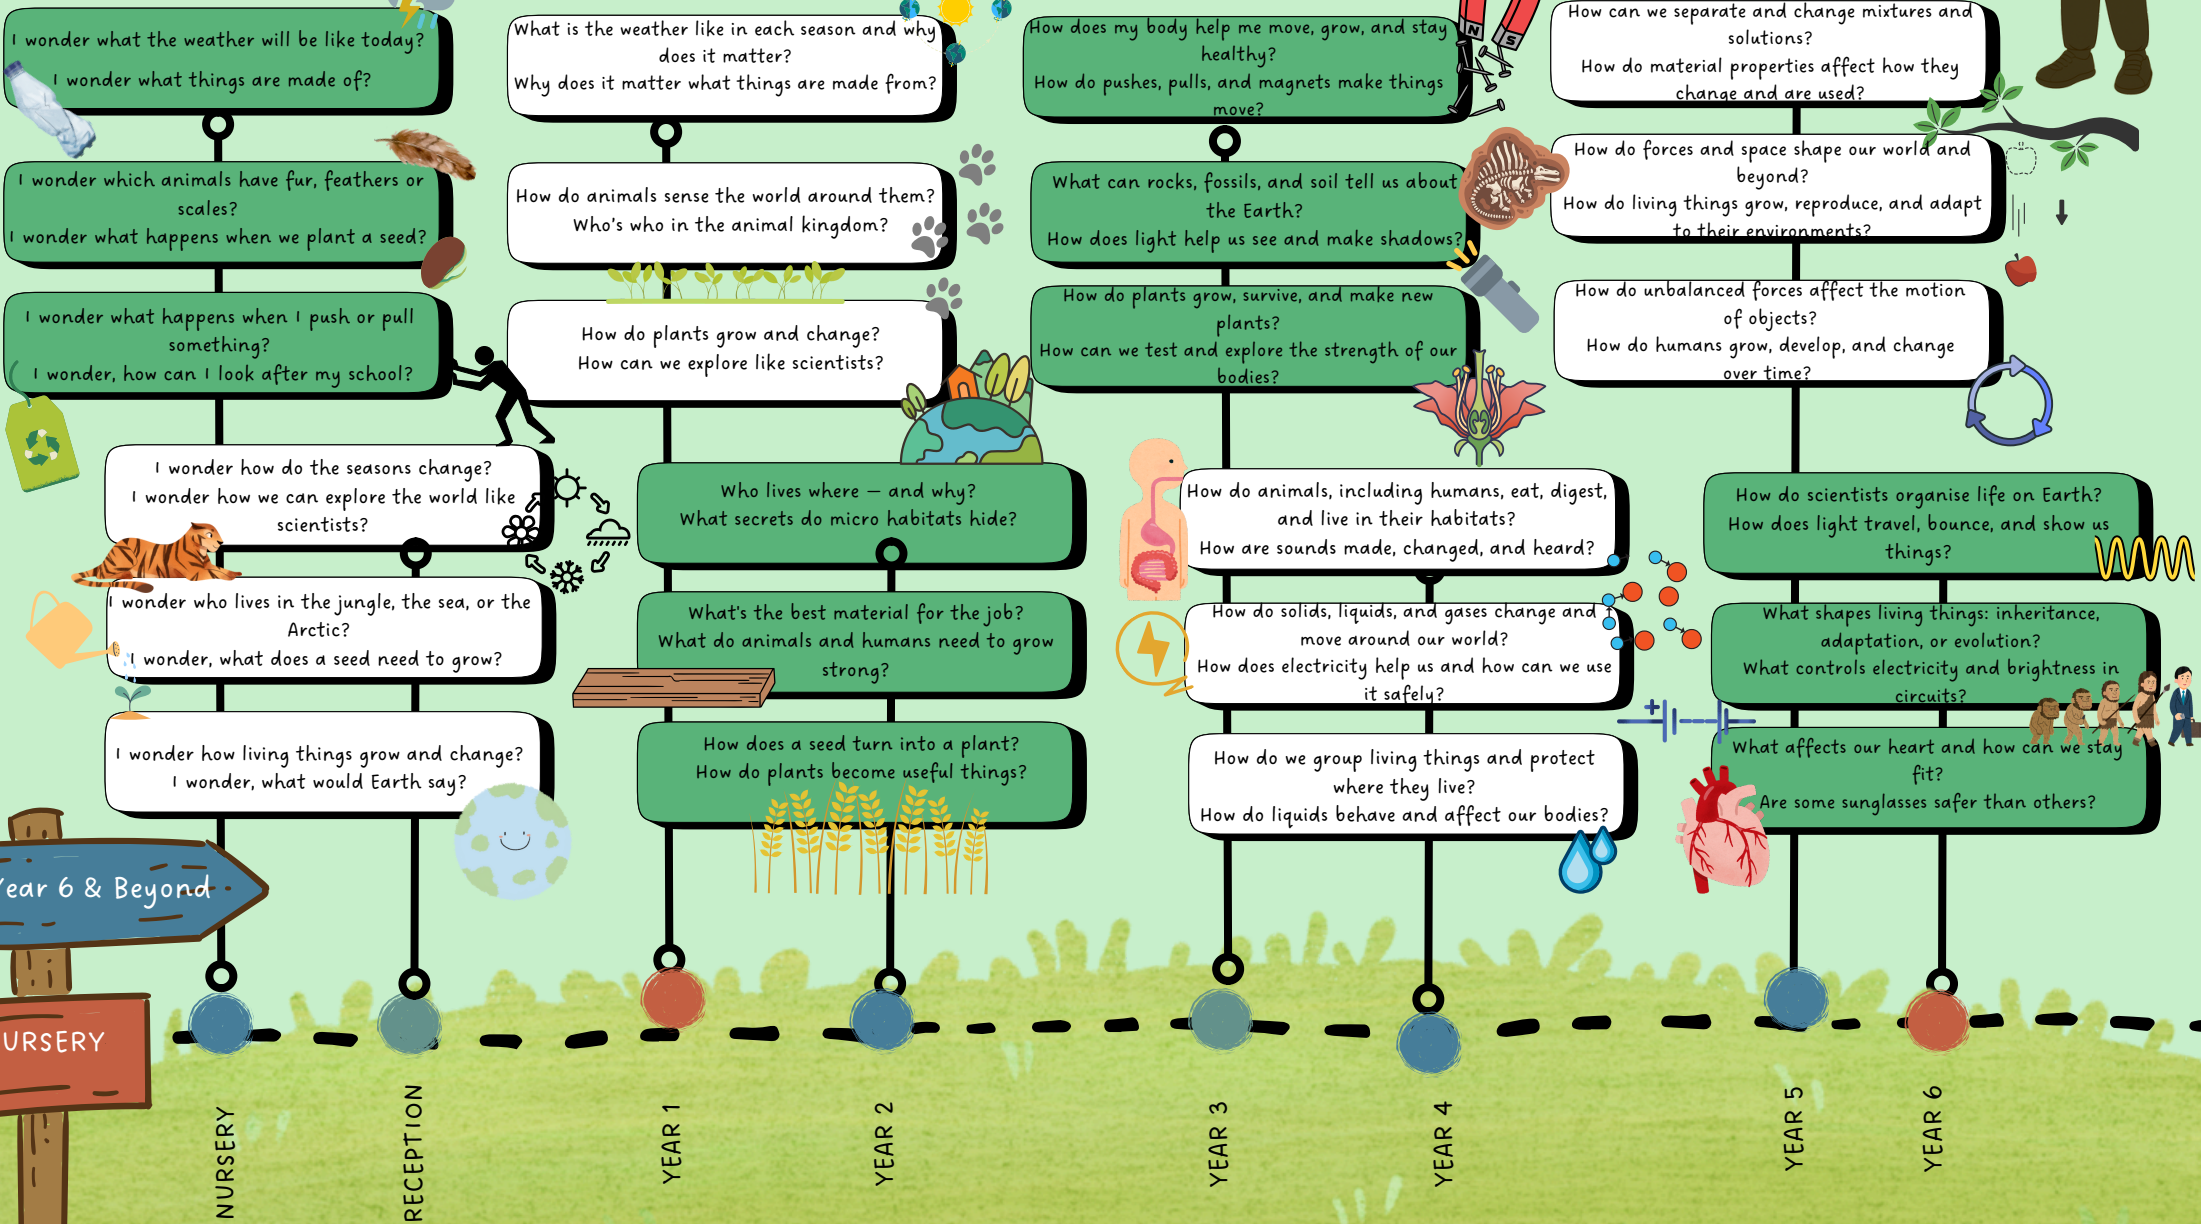 I wonder what the weather will be like today?
I wonder what things are made of?
I wonder which animals have fur, feathers or
scales?
I wonder what happens when we plant a seed?
I wonder what happens when I push or pull
something?
I wonder, how can I look after my school?
I wonder how do the seasons change?
I wonder how we can explore the world like
scientists?
I wonder who lives in the jungle, the sea, or the
Arctic?
I wonder, what does a seed need to grow?
I wonder how living things grow and change?
I wonder, what would Earth say?
What is the weather like in each season and why
does it matter?
Why does it matter what things are made from?
How do animals sense the world around them?
Who's who in the animal kingdom?
How do plants grow and change?
How can we explore like scientists?
Who lives where – and why?
What secrets do micro habitats hide?
What's the best material for the job?
What do animals and humans need to grow
strong?
How does a seed turn into a plant?
How do plants become useful things?
How does my body help me move, grow, and stay
healthy?
How do pushes, pulls, and magnets make things
move?
N
S
What can rocks, fossils, and soil tell us about
the Earth?
How does light help us see and make shadows?
How do plants grow, survive, and make new
plants?
How can we test and explore the strength of our
bodies?
How do animals, including humans, eat, digest,
and live in their habitats?
How are sounds made, changed, and heard?
How do solids, liquids, and gases change and
move around our world?
How does electricity help us and how can we use
it safely?
How do we group living things and protect
where they live?
How do liquids behave and affect our bodies?
How can we separate and change mixtures and
solutions?
How do material properties affect how they
change and are used?
How do forces and space shape our world and
beyond?
How do living things grow, reproduce, and adapt
to their environments?
How do unbalanced forces affect the motion
of objects?
How do humans grow, develop, and change
over time?
How do scientists organise life on Earth?
How does light travel, bounce, and show us
things?
What shapes living things: inheritance,
adaptation, or evolution?
What controls electricity and brightness in
circuits?
What affects our heart and how can we stay
fit?
Are some sunglasses safer than others?
Year 6 & Beyond
URSERY
NURSERY
RECEPTION
YEAR 1
YEAR 2
YEAR 3
YEAR 4
YEAR 5
YEAR 6